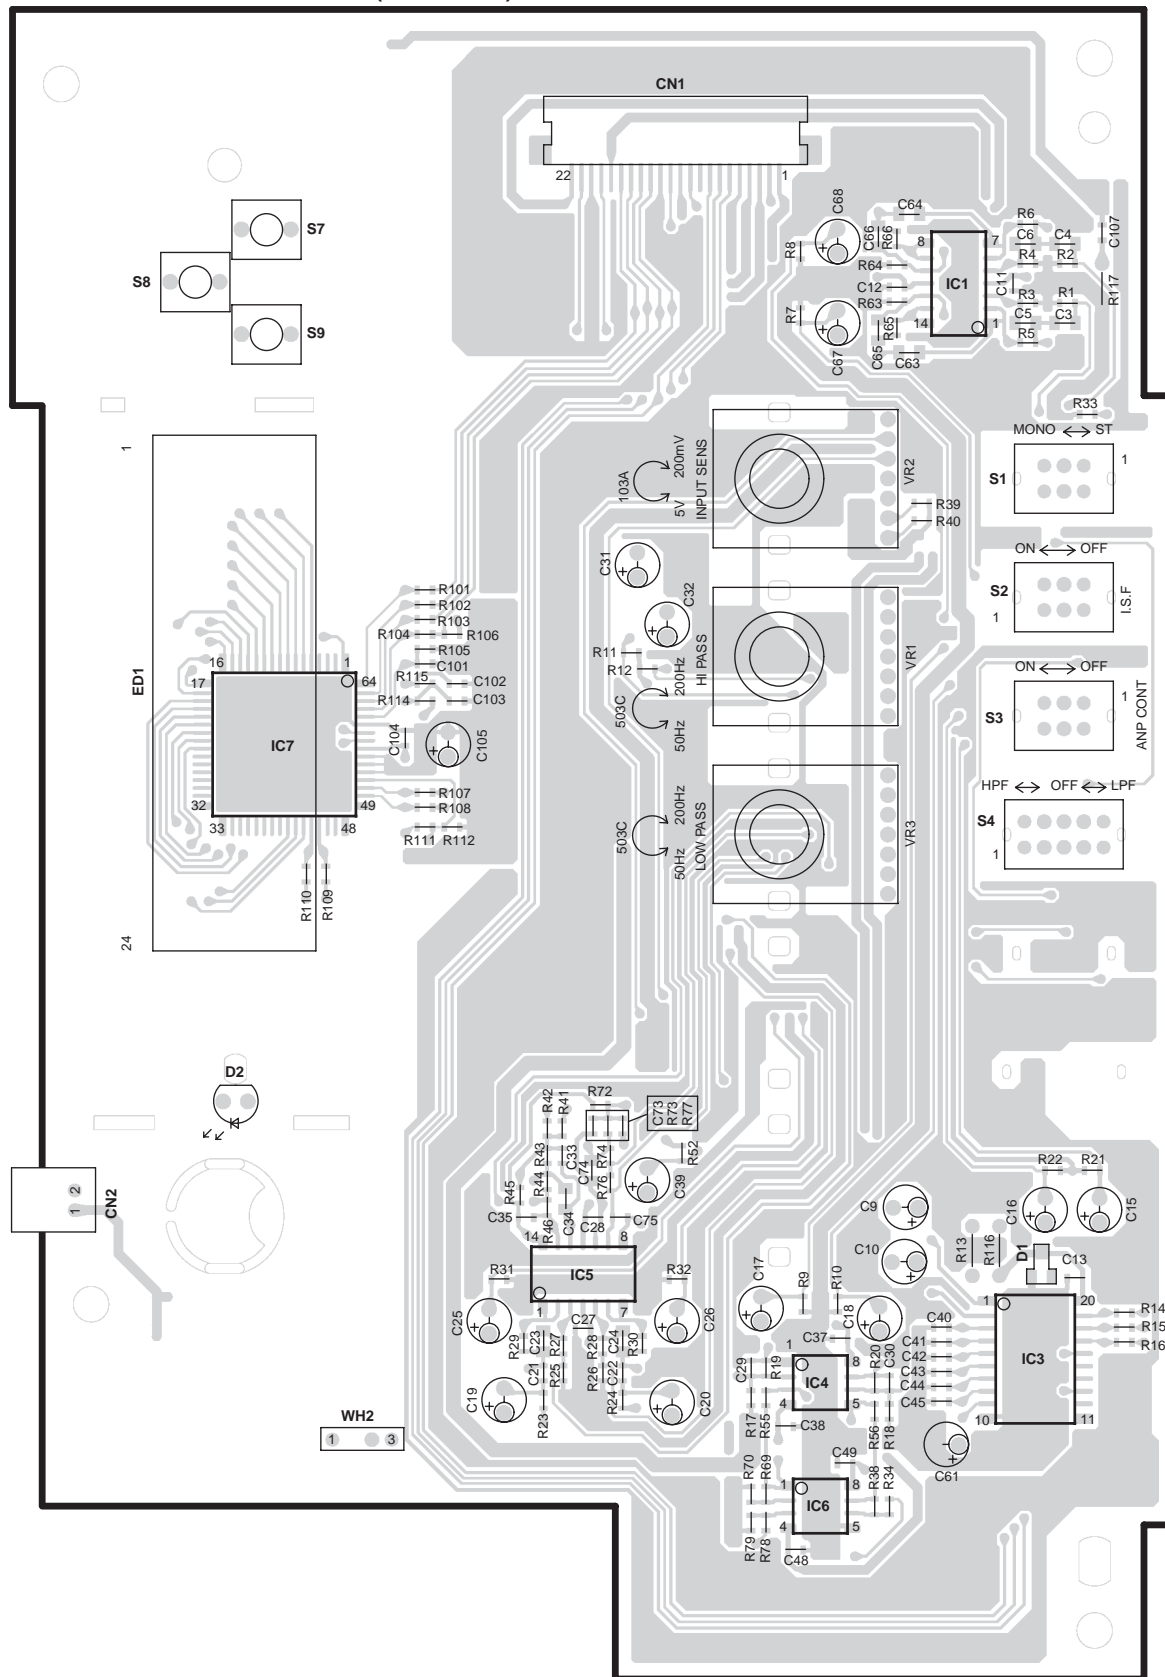 CN1
22
1
S7
S8
S9
C68
C64
R6
C107
C66
R66
8
7
C6
C4
R8
R64
R4
R2
C12
IC1
C11
R117
R63
R3
R1
R7
14
1
C5
C3
R65
R5
C67
C65
C63
R33
MONO ↔ ST
1
S1
1
103A
200mV
5V
INPUT SENS
VR2
R39
R40
ON ↔ OFF
S2
1
I.S.F
C31
C32
R101
R102
R103
R104
R106
R105
C101
R115
C102
R114
C103
R11
R12
503C
200Hz
50Hz
HI PASS
VR1
ON ↔ OFF
S3
1
ANP CONT
ED1
16
1
17
64
IC7
C104
C105
32
49
33
48
R107
R108
R111
R112
R110
R109
24
503C
200Hz
50Hz
LOW PASS
VR3
HPF ↔ OFF ↔ LPF
S4
1
D2
R42
R41
R72
C73
R73
R77
R43
C33
C74
R74
R52
R45
R44
R76
C39
C35
R46
C34
C28
C75
14
8
CN2
2
1
IC5
R31
R32
1
7
C25
C26
C27
R29
C23
R27
R28
C24
R30
C21
R25
R26
C22
C19
R23
R24
C20
WH2
1
3
C9
C10
R22
R21
C16
C15
R13
R116
D1
C13
C17
R9
R10
C18
1
20
C40
R14
C41
R15
C42
R16
C43
IC3
C44
C45
10
11
C61
C37
1
8
C29
R19
R20
C30
IC4
4
5
R17
R55
C38
R56
R18
R70
R69
C49
R38
R34
1
8
IC6
4
5
R79
R78
C48